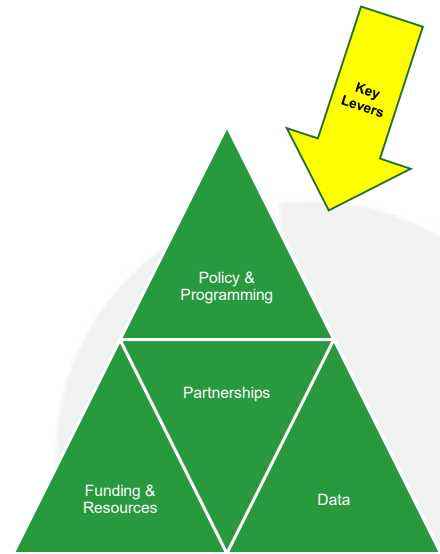 Key
Levers
Policy &
Programming
Partnerships
Funding &
Resources
Data